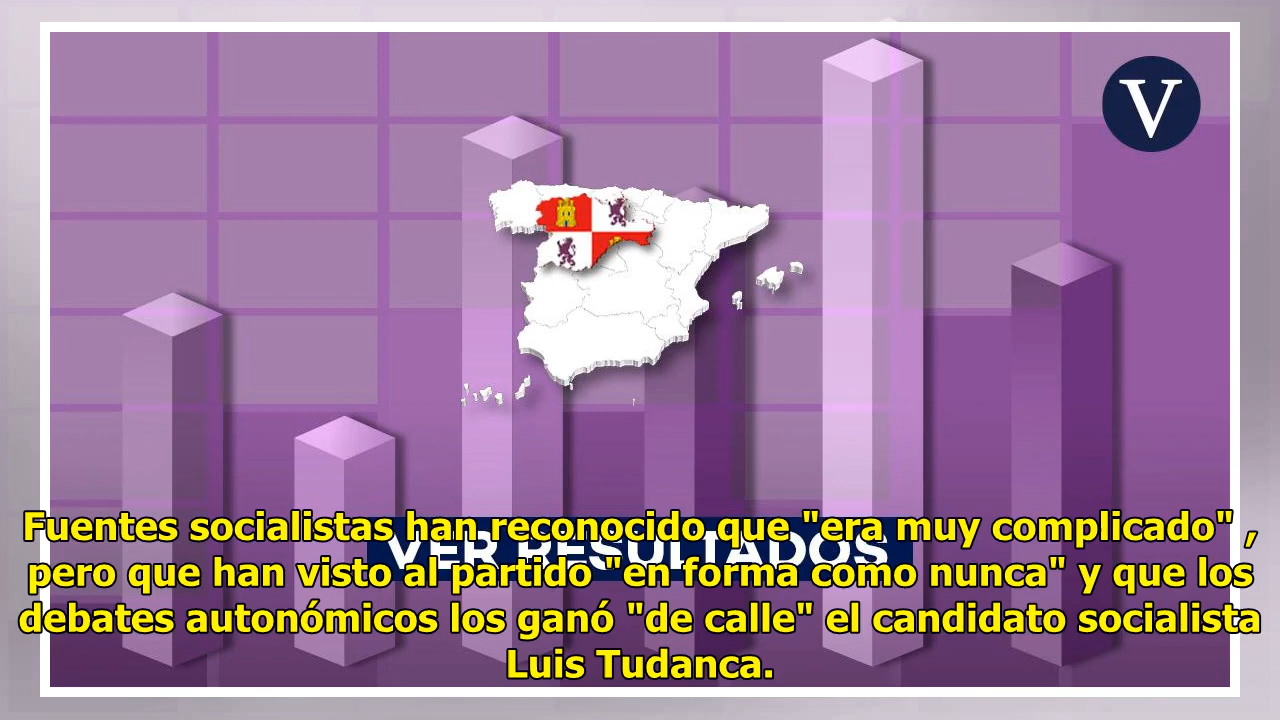 V
Fuentes socialistas han reconocido que "era muy complicado" ,
VER RESULTADOS
pero que han visto al partido "en forma como nunca" y que los
debates autonómicos los ganó "de calle" el candidato socialista
Luis Tudanca.